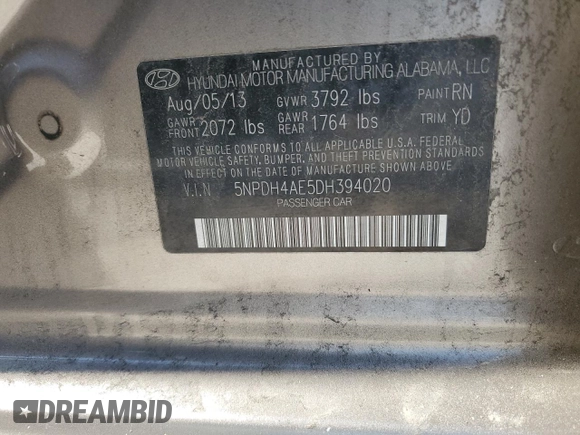 MANUFACTURED BY
HYUNDAI MOTOR MANUFACTURING ALABAMA, LLC
Aug/05/13 GVWR 3792 lbs PAINT RN
GAWR FRONT 2072 lbs GAWR REAR 1764 lbs TRIM YD
THIS VEHICLE CONFORMS TO ALL APPLICABLE U.S.A FEDERAL
MOTOR VEHICLE SAFETY, BUMPER, AND THEFT PREVENTION STANDARDS
IN EFFECT ON THE DATE OF MANUFACTURE SHOWN ABOVE.
V.I.N 5NPDH4AE5DH394020
PASSENGER CAR
DREAMBID